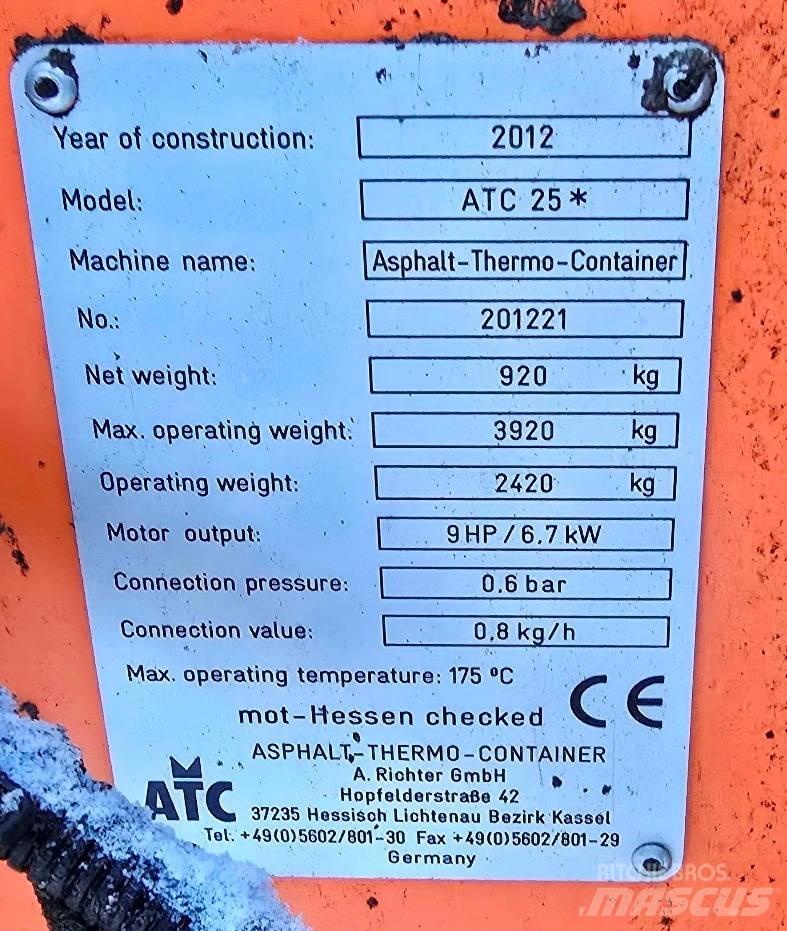 Year of construction: 2012
Model: ATC 25*
Machine name: Asphalt-Thermo-Container
No.: 201221
Net weight: 920 kg
Max. operating weight: 3920 kg
Operating weight: 2420 kg
Motor output: 9HP / 6.7 kW
Connection pressure: 0.6 bar
Connection value: 0,8 kg/h
Max. operating temperature: 175 °C
CE
mot-Hessen checked
ASPHALT-THERMO-CONTAINER
A. Richter GmbH
Hopfelderstraße 42
ATC
37235 Hessisch Lichtenau Bezirk Kassel
Tel. +49(0)5602/801-30 Fax +49(0)5602/801-29
Germany
RITCHIE BROS.
MASCUS